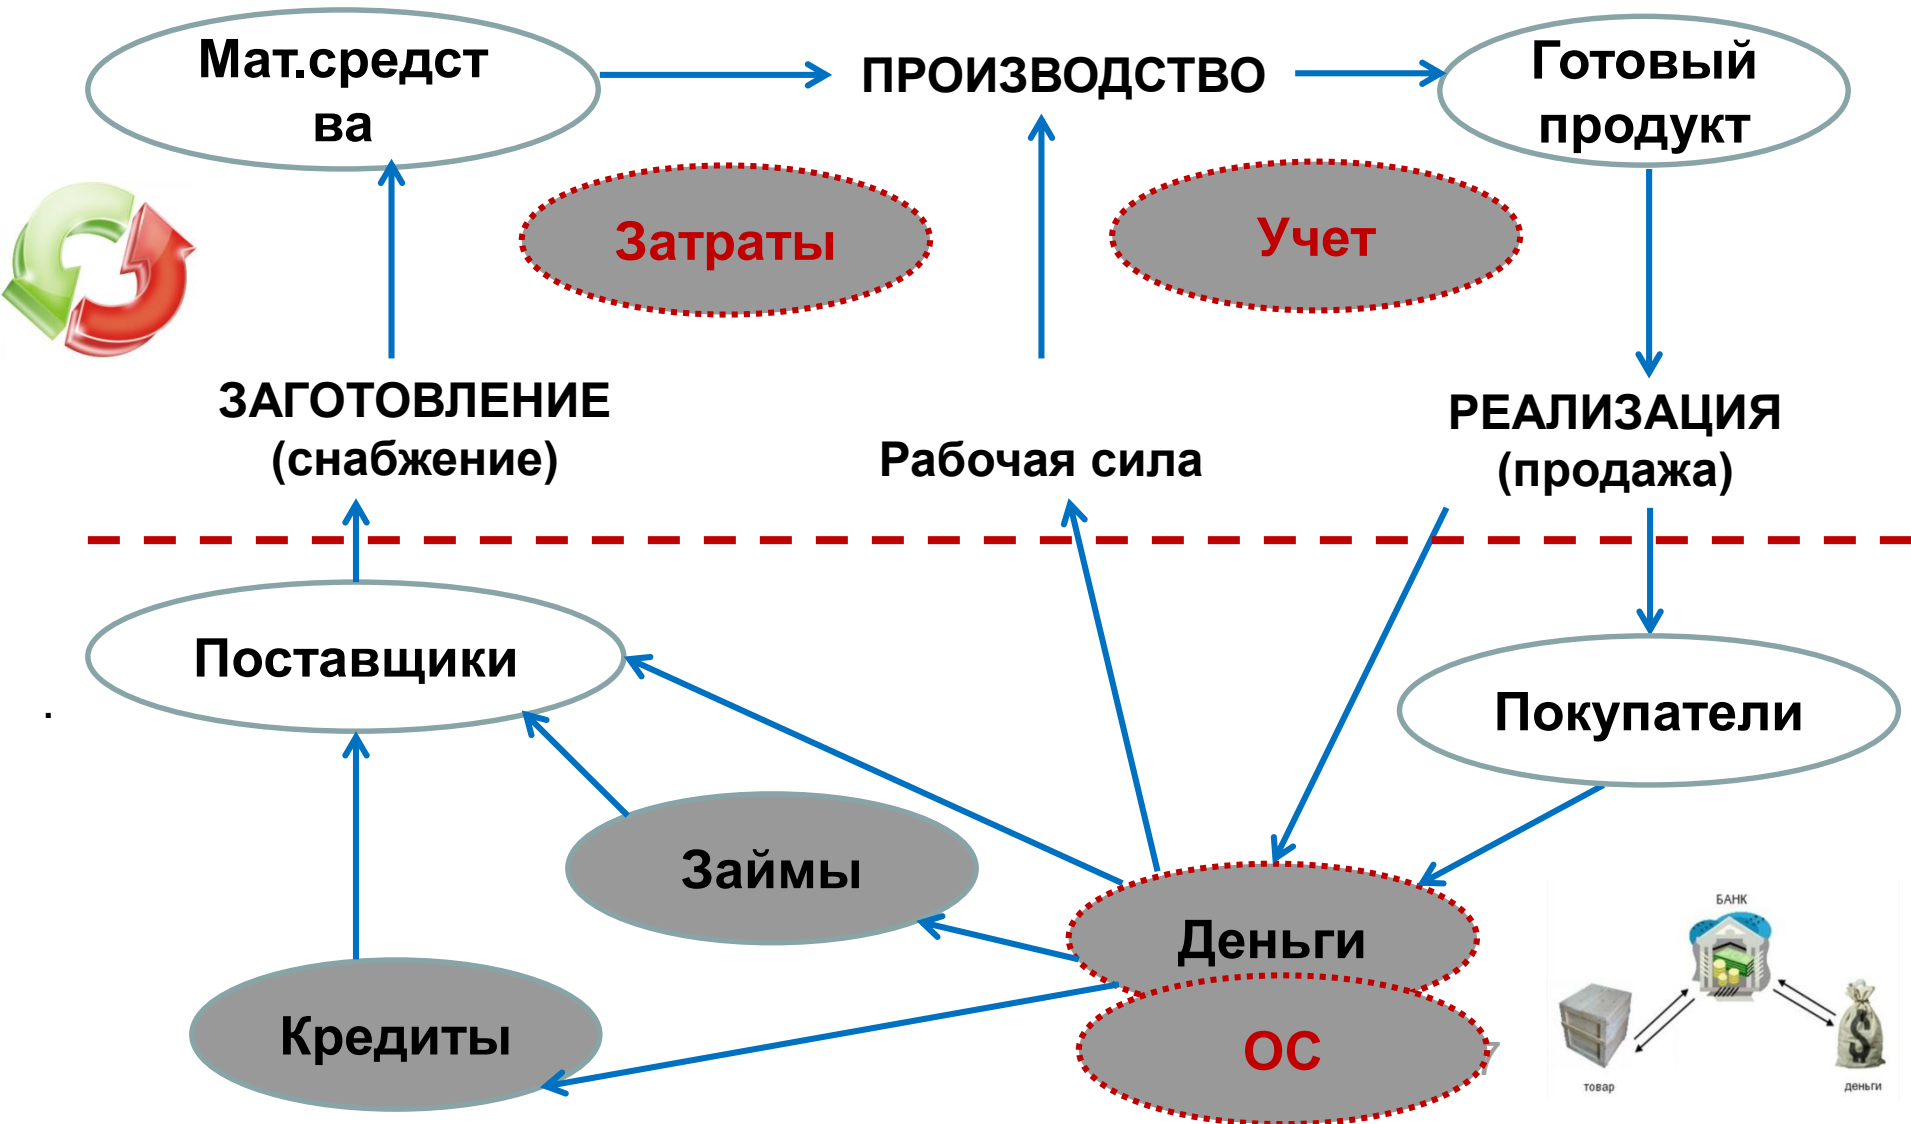 Мат.средст
ва
ПРОИЗВОДСТВО
Готовый
продукт
Затраты
Учет
ЗАГОТОВЛЕНИЕ
(снабжение)
Рабочая сила
РЕАЛИЗАЦИЯ
(продажа)
Поставщики
.
Покупатели
Займы
Деньги
Кредиты
ОС
7
БАНК
товар
деньги